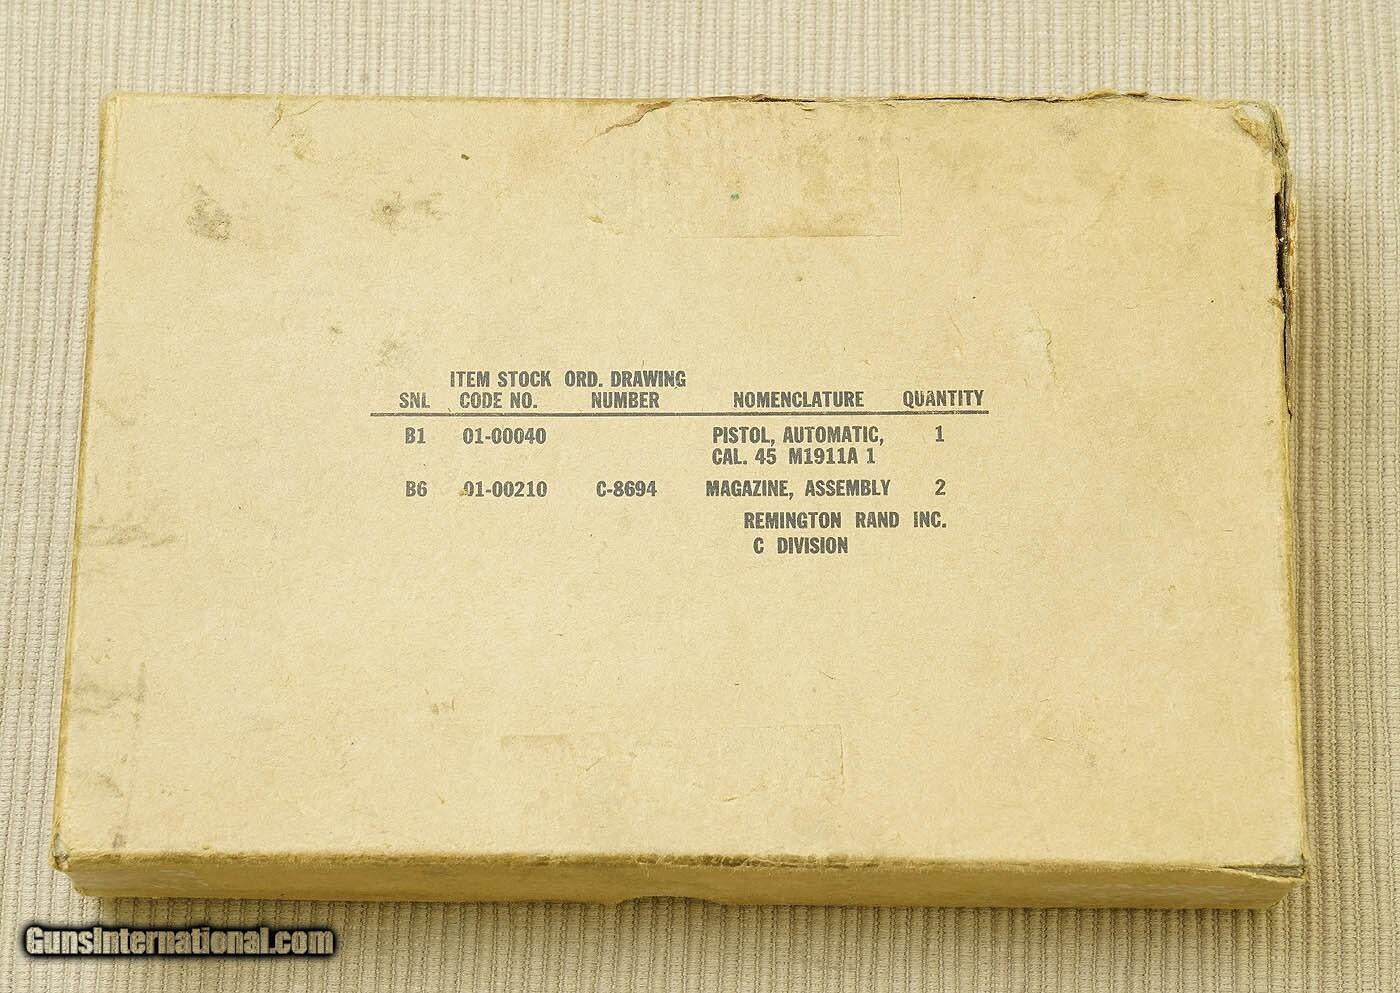 ITEM STOCK ORD. DRAWING
SNL CODE NO. NUMBER NOMENCLATURE QUANTITY
B1 01-00040 PISTOL, AUTOMATIC, 1
CAL. 45 M1911A 1
B6 01-00210 C-8694 MAGAZINE, ASSEMBLY 2
REMINGTON RAND INC.
C DIVISION
GunsInternational.com